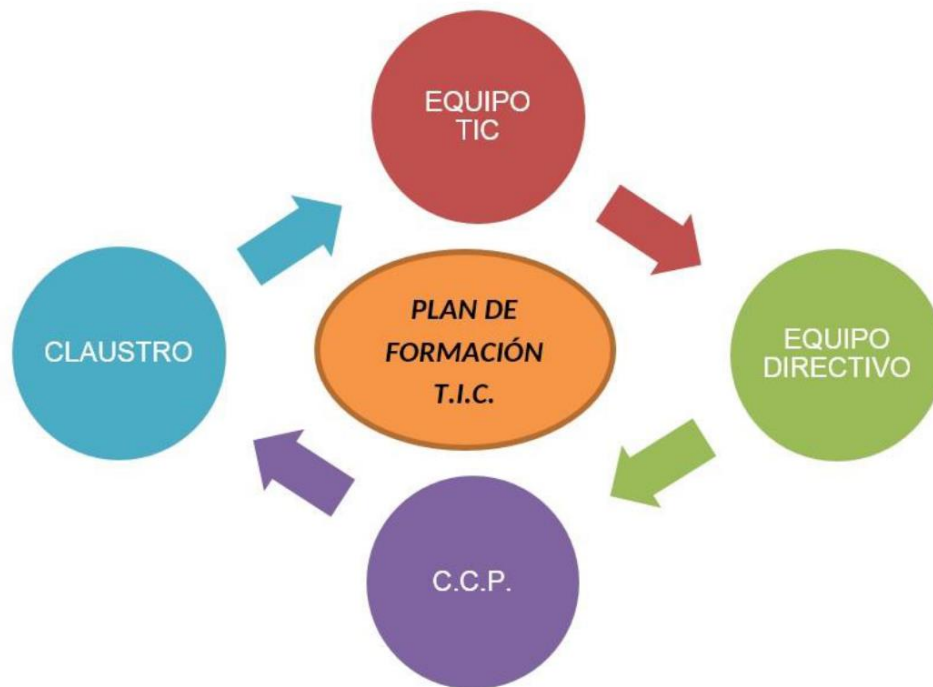 EQUIPO
TIC
CLAUSTRO
PLAN DE
FORMACIÓN
T.I.C.
EQUIPO
DIRECTIVO
C.C.P.